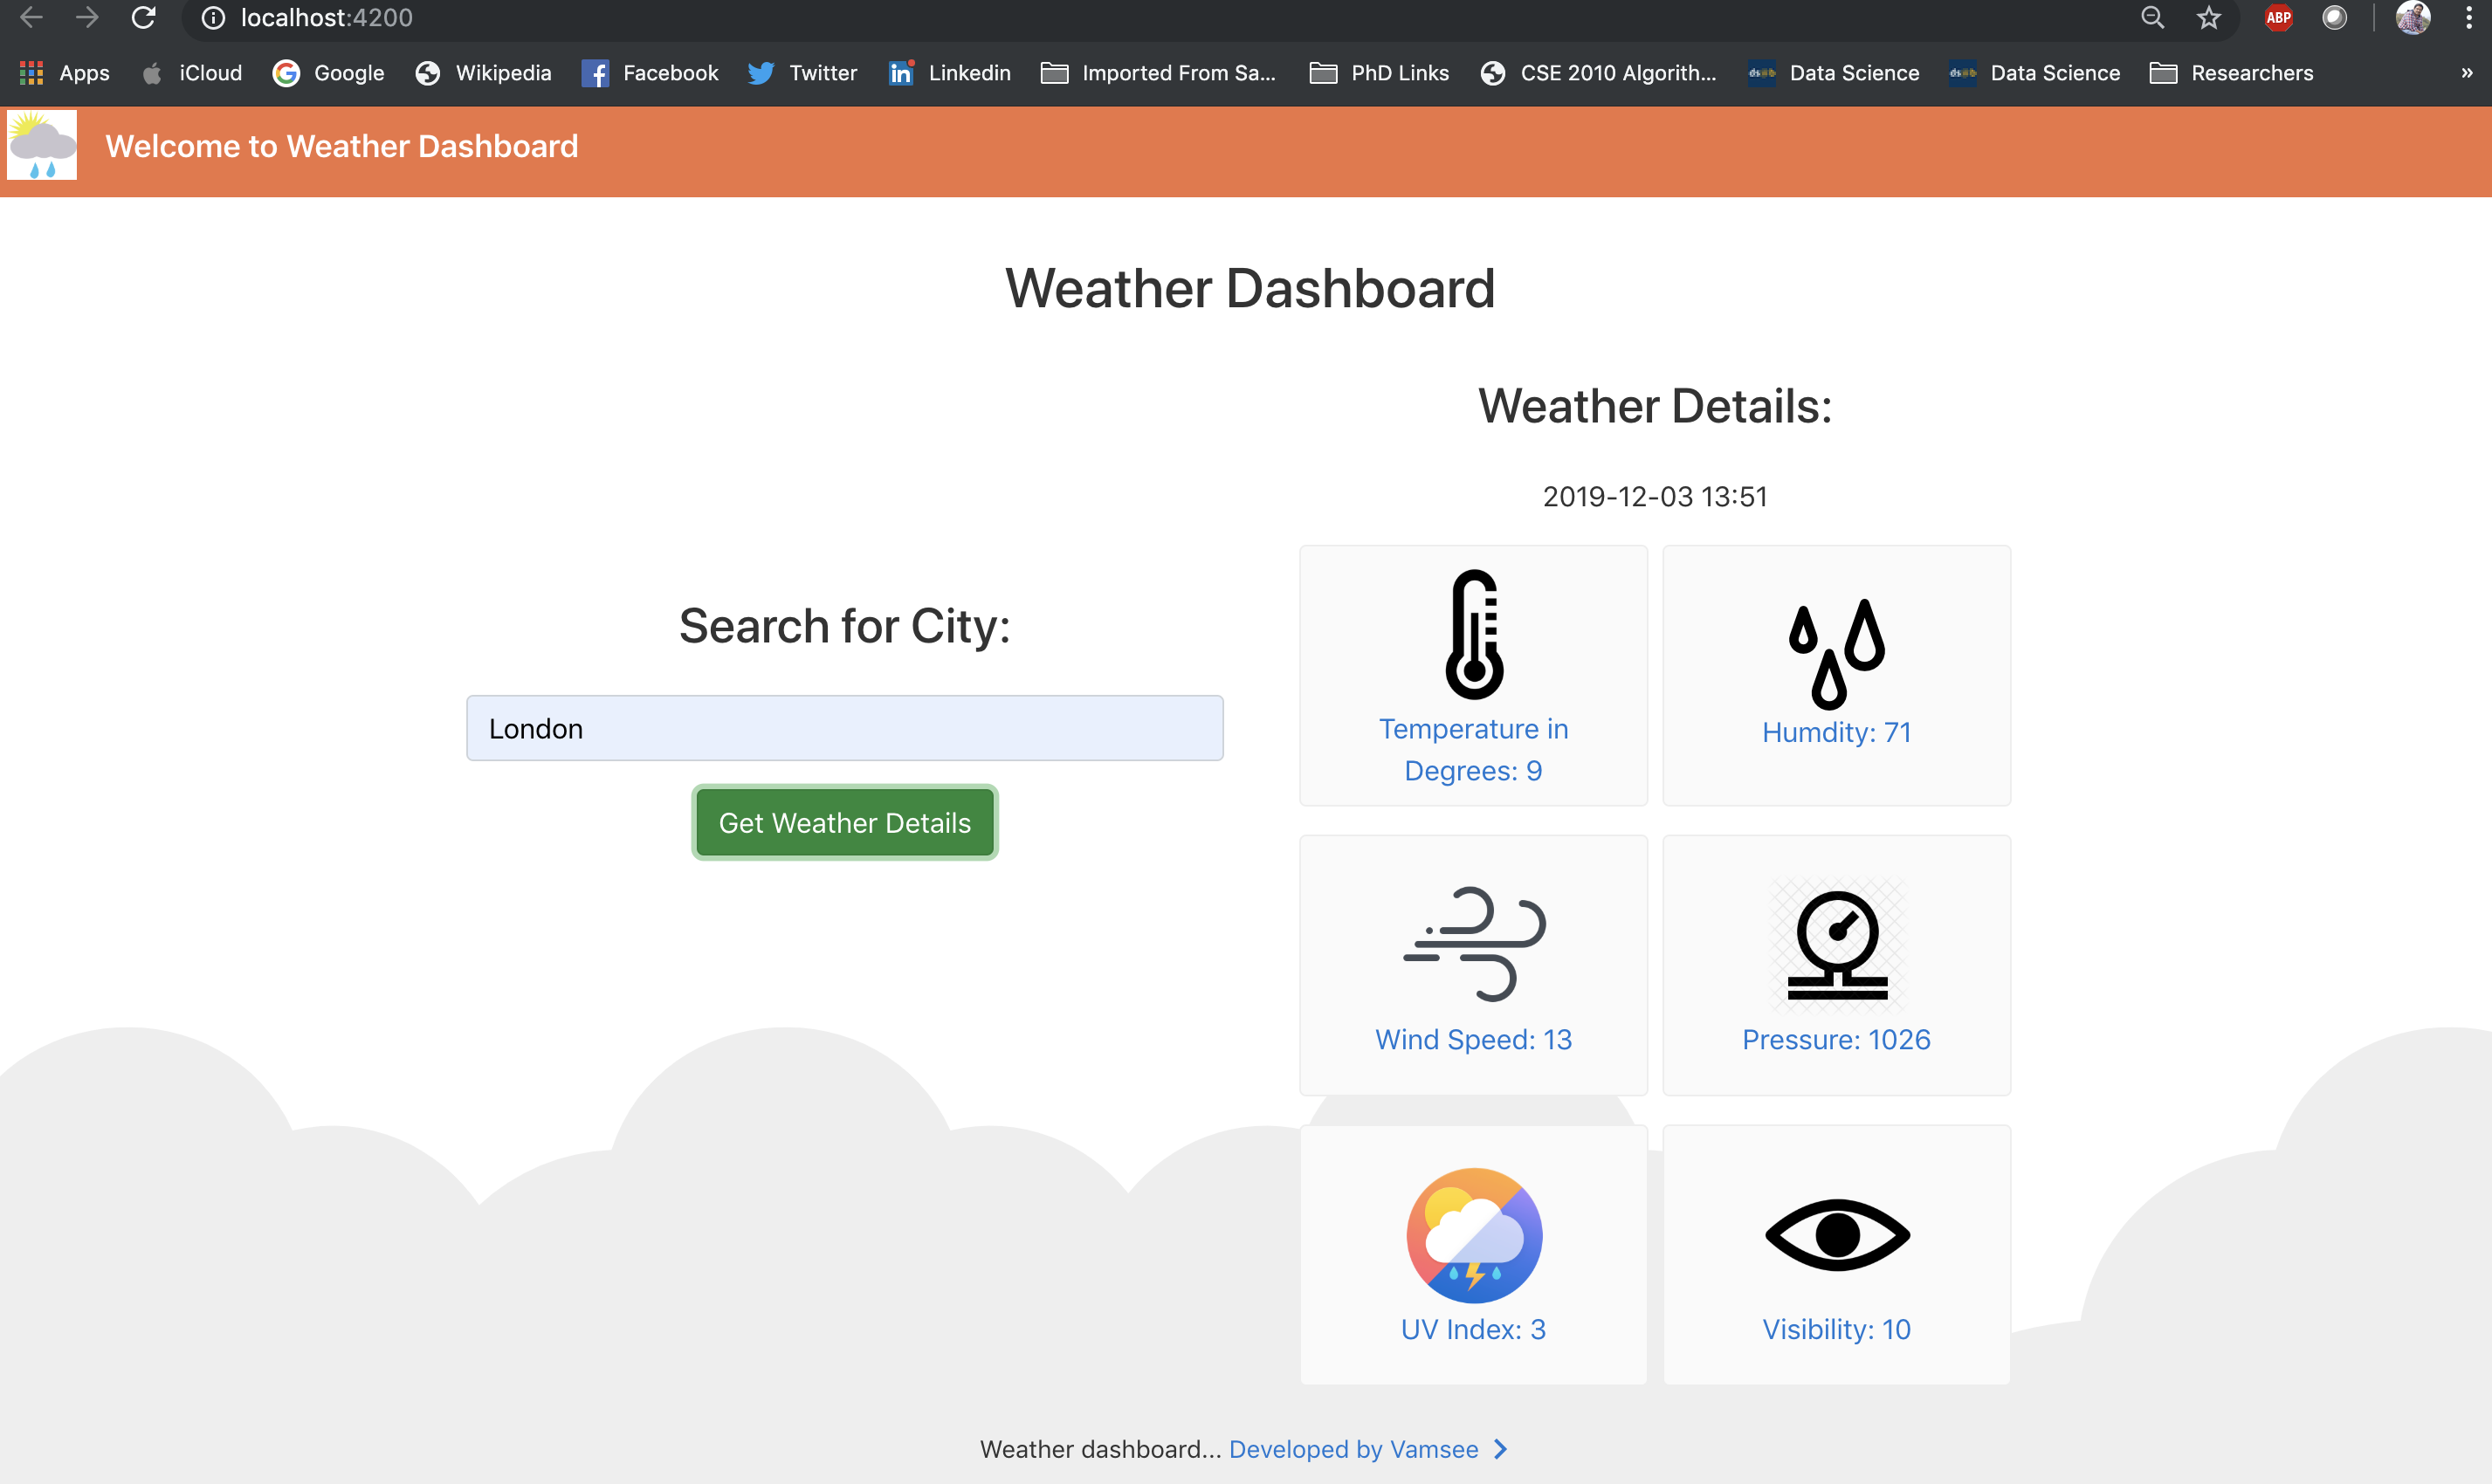 localhost:4200
ABP
Apps iCloud Google Wikipedia Facebook Twitter Linkedin Imported From Sa... PhD Links CSE 2010 Algorith... Data Science Data Science Researchers »
Welcome to Weather Dashboard
Weather Dashboard
Search for City:
London
Get Weather Details
Weather Details:
2019-12-03 13:51
Temperature in
Degrees: 9
Humdity: 71
Wind Speed: 13
Pressure: 1026
UV Index: 3
Visibility: 10
Weather dashboard... Developed by Vamsee